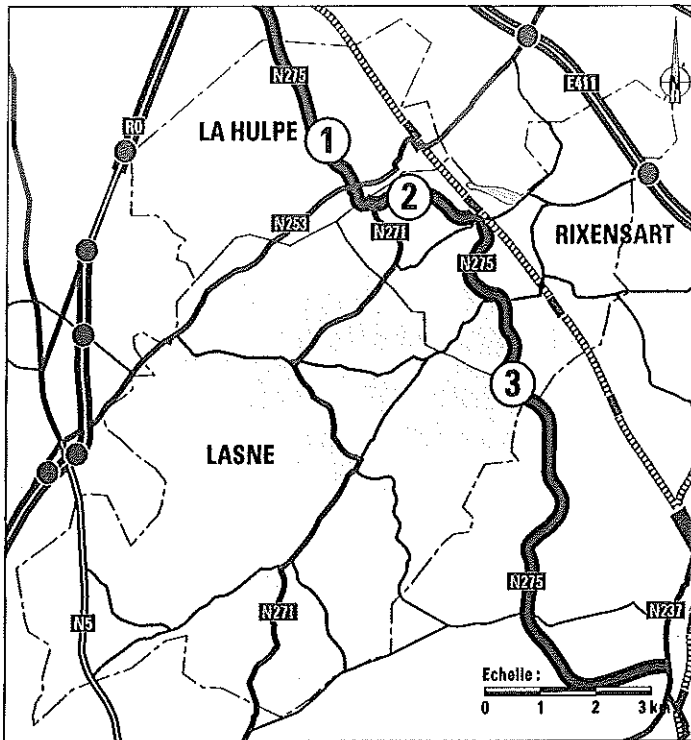 N275
E411
N
R0
LA HULPE
1
2
N253
N271
RIXENSART
N275
3
LASNE
N275
N271
N5
N237
Echelle :
0 1 2 3 km